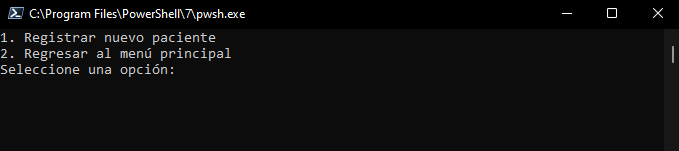 C:\Program Files\PowerShell\7\pwsh.exe
1. Registrar nuevo paciente
2. Regresar al menú principal
Seleccione una opción: